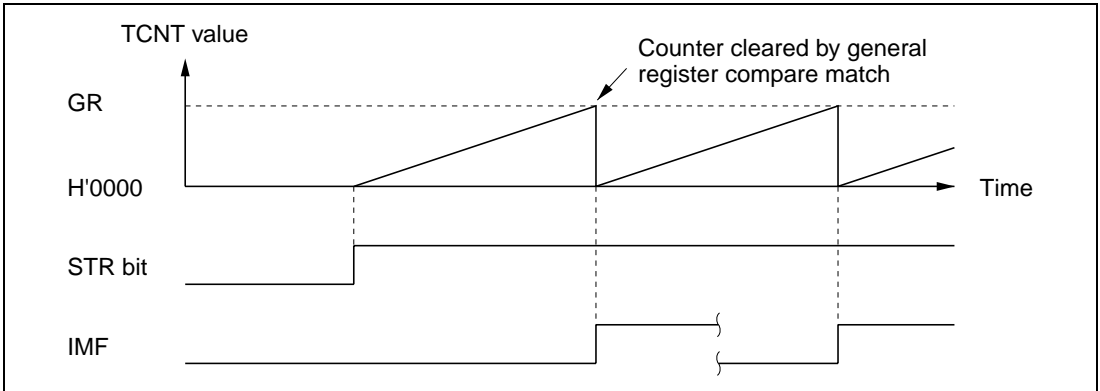 TCNT value
Counter cleared by general
register compare match
GR
H'0000
Time
STR bit
IMF